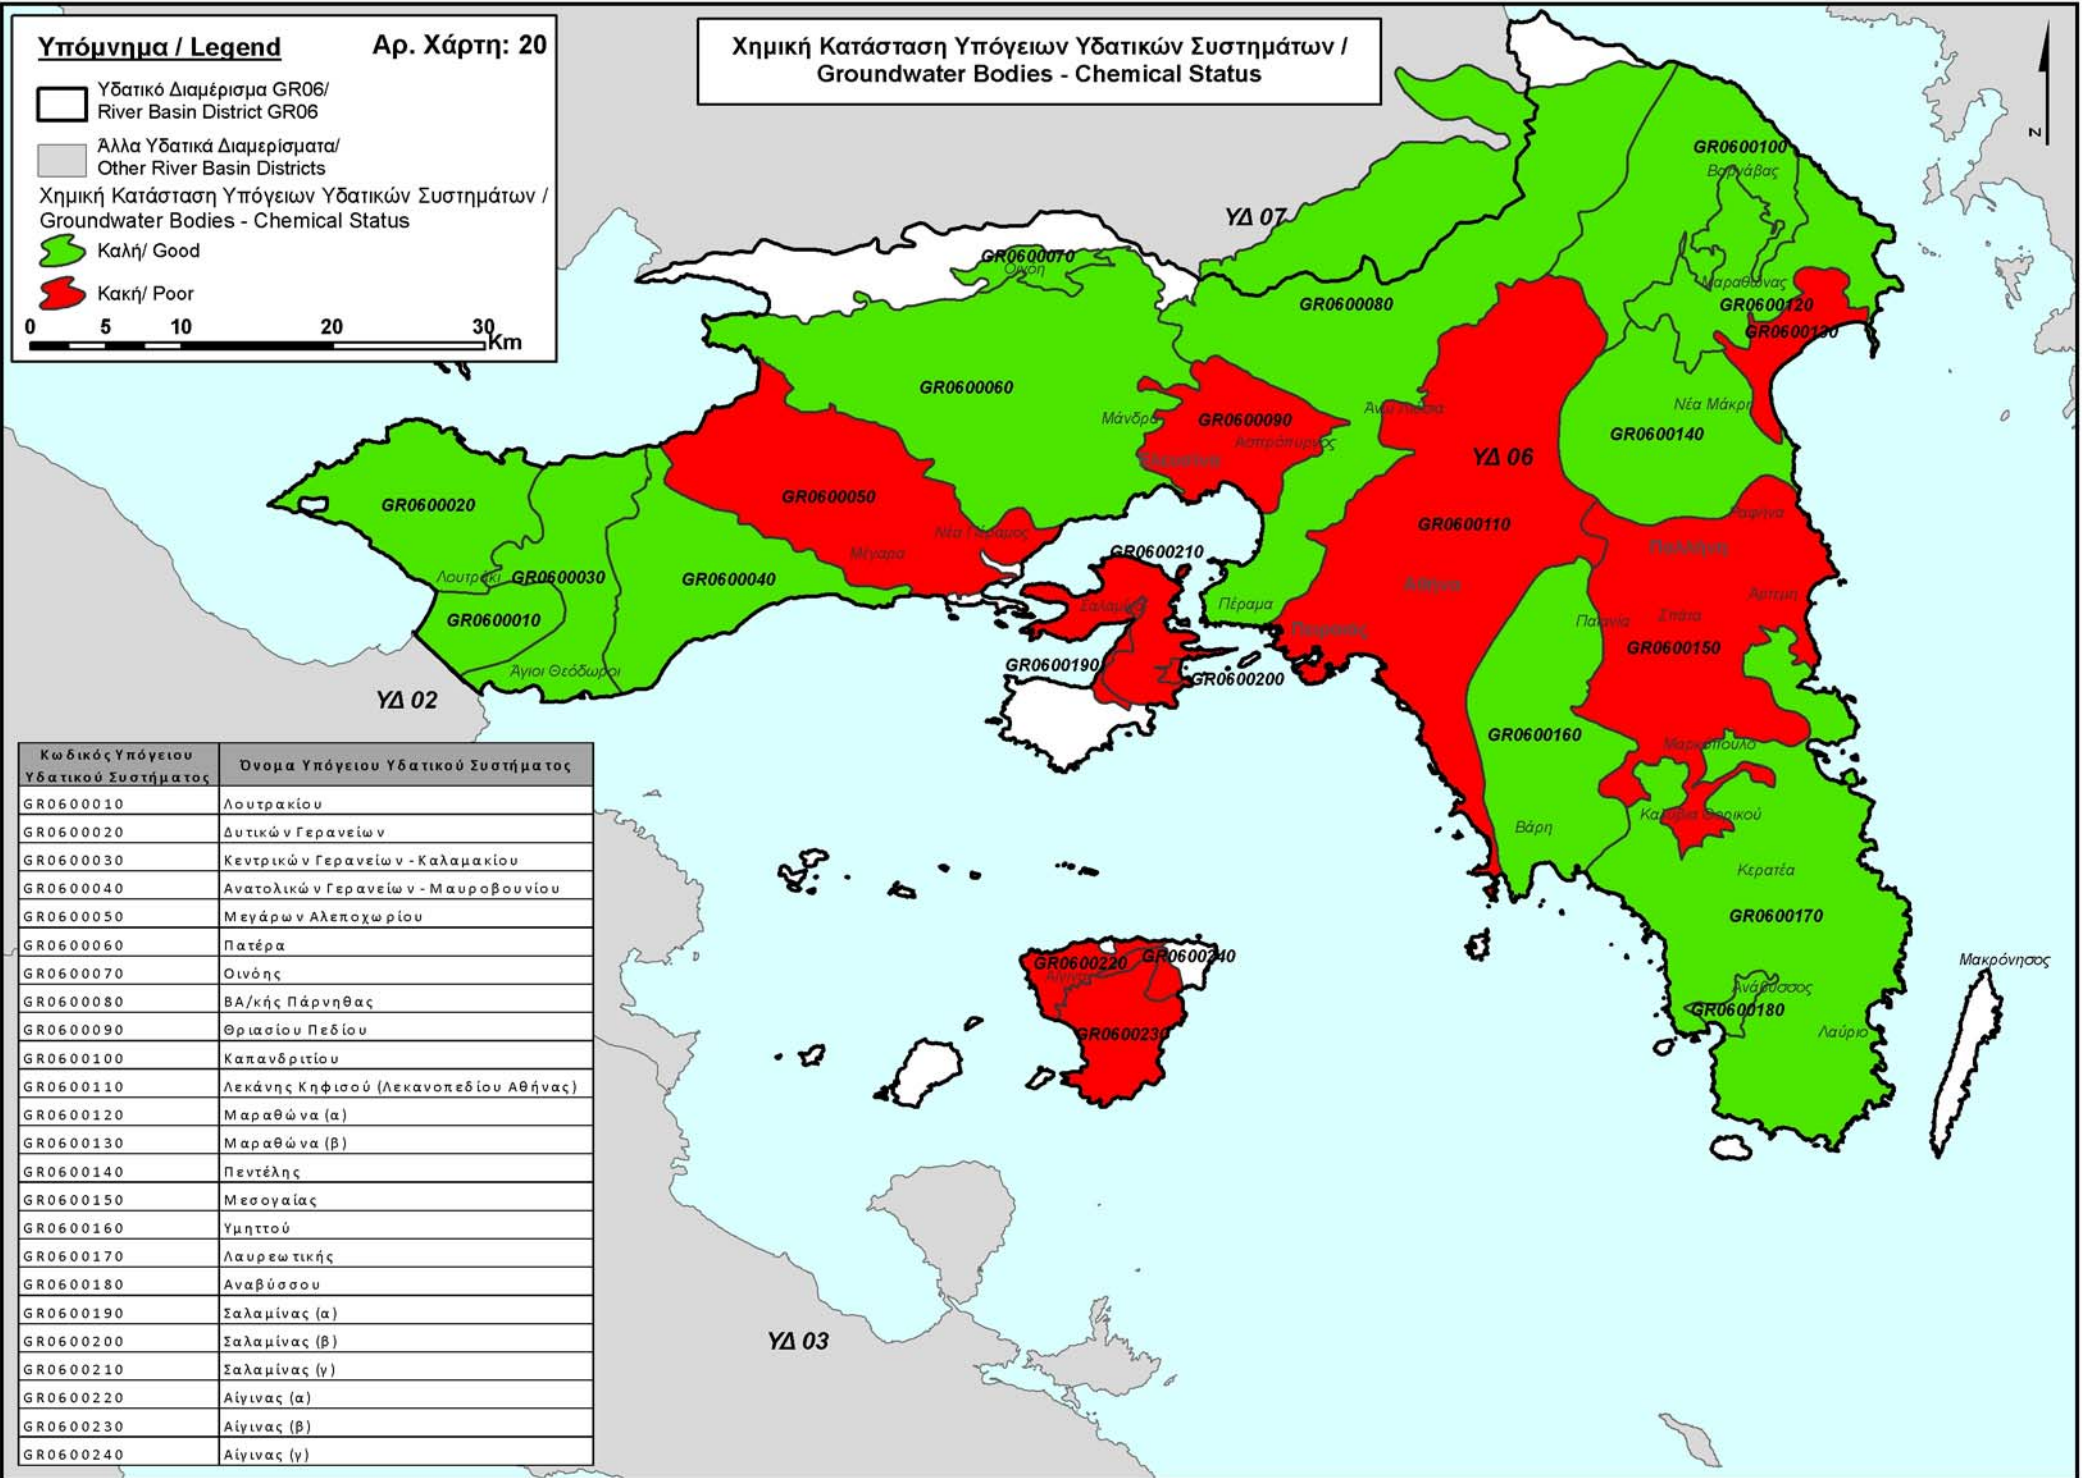 Υπόμνημα / Legend
Αρ. Χάρτη: 20
Υδατικό Διαμέρισμα GR06/
River Basin District GR06
Άλλα Υδατικά Διαμερίσματα/
Other River Basin Districts
Χημική Κατάσταση Υπόγειων Υδατικών Συστημάτων /
Groundwater Bodies - Chemical Status
Καλή/ Good
Κακή/ Poor
0 5 10 20 30 Km
Χημική Κατάσταση Υπόγειων Υδατικών Συστημάτων /
Groundwater Bodies - Chemical Status
N
GR0600100
Βαρνάβας
ΥΔ 07
GR0600070
Οινόη
Μαραθώνας
GR0600080
GR0600120
GR0600130
GR0600060
Μάνδρα
GR0600090
Ασπρόπυργος
Άνω Λιόσια
Νέα Μάκρη
GR0600140
Ελευσίνα
ΥΔ 06
GR0600020
GR0600050
Ραφήνα
Νέα Πέραμος
GR0600110
Μέγαρα
GR0600210
Παλλήνη
Λουτράκι
GR0600030
GR0600040
Αθήνα
Αρτεμη
Σαλαμίνα
Πέραμα
GR0600010
Παιανία
Σπάτα
Πειραιάς
GR0600150
Άγιοι Θεόδωροι
GR0600190
GR0600200
ΥΔ 02
GR0600160
Μαρκόπουλο
Βάρη
Καλύβια Θορικού
Κερατέα
GR0600170
GR0600220
GR0600240
Αίγινα
Μακρόνησος
Ανάβυσσος
GR0600180
GR0600230
Λαύριο
ΥΔ 03
Κωδικός Υπόγειου
Υδατικού Συστήματος
Όνομα Υπόγειου Υδατικού Συστήματος
GR0600010 Λουτρακίου
GR0600020 Δυτικών Γερανείων
GR0600030 Κεντρικών Γερανείων - Καλαμακίου
GR0600040 Ανατολικών Γερανείων - Μαυροβουνίου
GR0600050 Μεγάρων Αλεποχωρίου
GR0600060 Πατέρα
GR0600070 Οινόης
GR0600080 ΒΑ/κής Πάρνηθας
GR0600090 Θριασίου Πεδίου
GR0600100 Καπανδριτίου
GR0600110 Λεκάνης Κηφισού (Λεκανοπεδίου Αθήνας)
GR0600120 Μαραθώνα (α)
GR0600130 Μαραθώνα (β)
GR0600140 Πεντέλης
GR0600150 Μεσογαίας
GR0600160 Υμηττού
GR0600170 Λαυρεωτικής
GR0600180 Αναβύσσου
GR0600190 Σαλαμίνας (α)
GR0600200 Σαλαμίνας (β)
GR0600210 Σαλαμίνας (γ)
GR0600220 Αίγινας (α)
GR0600230 Αίγινας (β)
GR0600240 Αίγινας (γ)